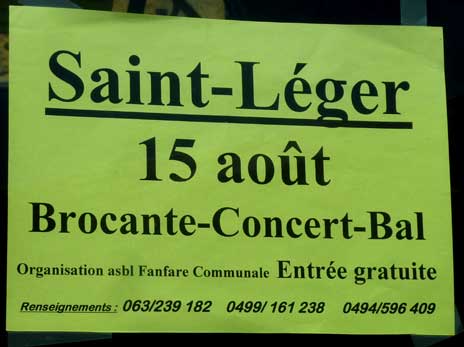 Saint-Léger
15 août
Brocante-Concert-Bal
Organisation asbl Fanfare Communale Entrée gratuite
Renseignements : 063/239 182 0499/ 161 238 0494/596 409